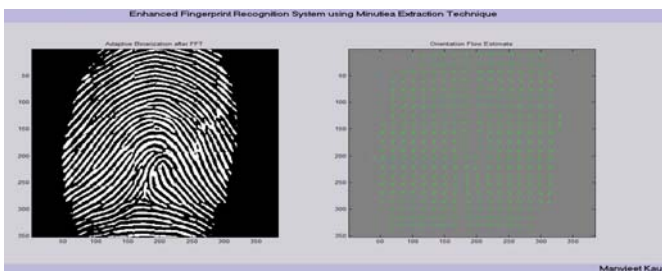 Enhanced Fingerprint Recognition System using Minutiea Extraction Technique
Adaptive Binarization after FFT
Orientation Flow Estimate
50
100
150
200
250
300
350
50 100 150 200 250 300 350
50
100
150
200
250
300
350
50 100 150 200 250 300 350
Manvjeet Kau